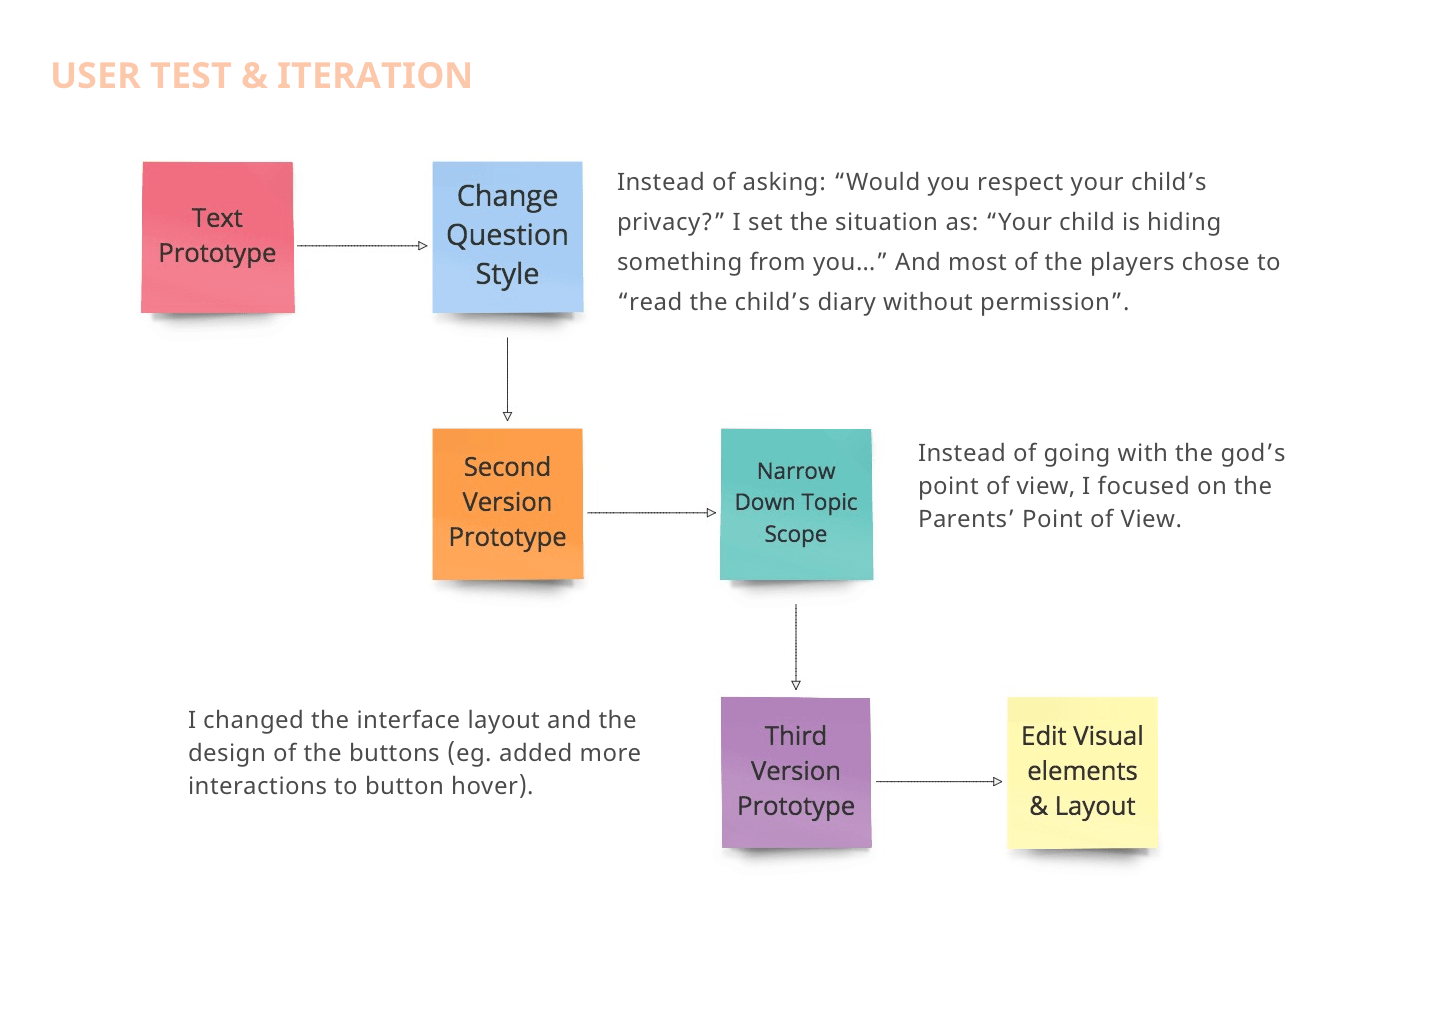 USER TEST & ITERATION
Text
Prototype
Change
Question
Style
Instead of asking: “Would you respect your child’s
privacy?” I set the situation as: “Your child is hiding
something from you...” And most of the players chose to
“read the child’s diary without permission”.
Second
Version
Prototype
Narrow
Down Topic
Scope
Instead of going with the god’s
point of view, I focused on the
Parents’ Point of View.
I changed the interface layout and the
design of the buttons (eg. added more
interactions to button hover).
Third
Version
Prototype
Edit Visual
elements
& Layout